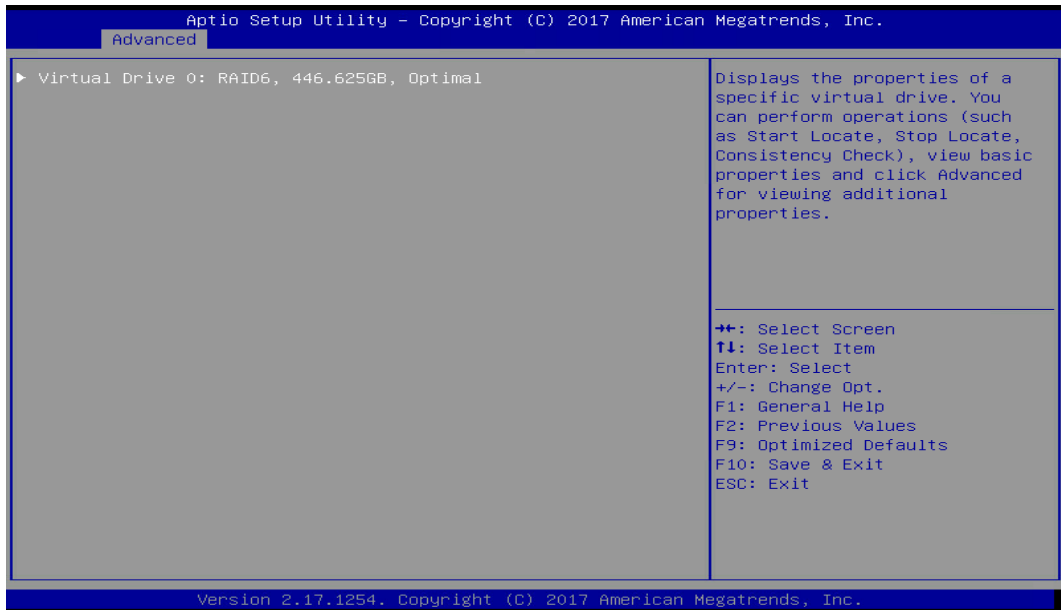 Aptio Setup Utility – Copyright (C) 2017 American Megatrends, Inc.
Advanced
▶ Virtual Drive 0: RAID6, 446.625GB, Optimal
Displays the properties of a
specific virtual drive. You
can perform operations (such
as Start Locate, Stop Locate,
Consistency Check), view basic
properties and click Advanced
for viewing additional
properties.
→←: Select Screen
↑↓: Select Item
Enter: Select
+/-: Change Opt.
F1: General Help
F2: Previous Values
F9: Optimized Defaults
F10: Save & Exit
ESC: Exit
Version 2.17.1254. Copyright (C) 2017 American Megatrends, Inc.